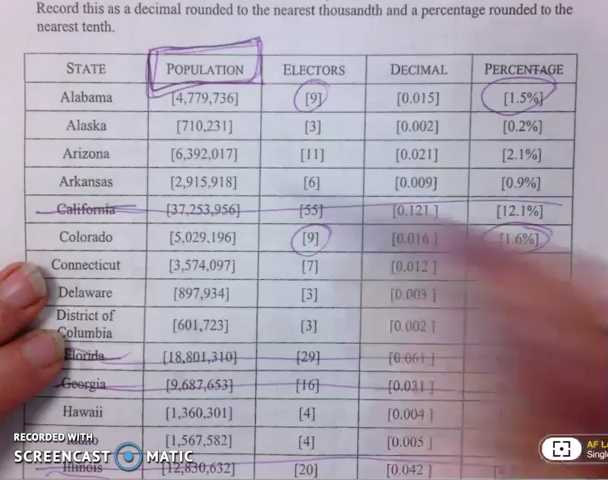 Record this as a decimal rounded to the nearest thousandth and a percentage rounded to the
nearest tenth.
STATE POPULATION ELECTORS DECIMAL PERCENTAGE
Alabama [4,779,736] [9] [0.015] [1.5%]
Alaska [710,231] [3] [0.002] [0.2%]
Arizona [6,392,017] [11] [0.021] [2.1%]
Arkansas [2,915,918] [6] [0.009] [0.9%]
California [37,253,956] [55] [0.121] [12.1%]
Colorado [5,029,196] [9] [0.016] [1.6%]
Connecticut [3,574,097] [7] [0.012 ]
Delaware [897,934] [3] [0.003 ]
District of
Columbia [601,723] [3] [0.002 ]
Florida [18,801,310] [29] [0.061 ]
Georgia [9,687,653] [16] [0.031 ]
Hawaii [1,360,301] [4] [0.004 ]
[1,567,582] [4] [0.005 ]
Illinois [12,830,632] [20] [0.042 ]
RECORDED WITH
SCREENCAST MATIC
AF L
Single